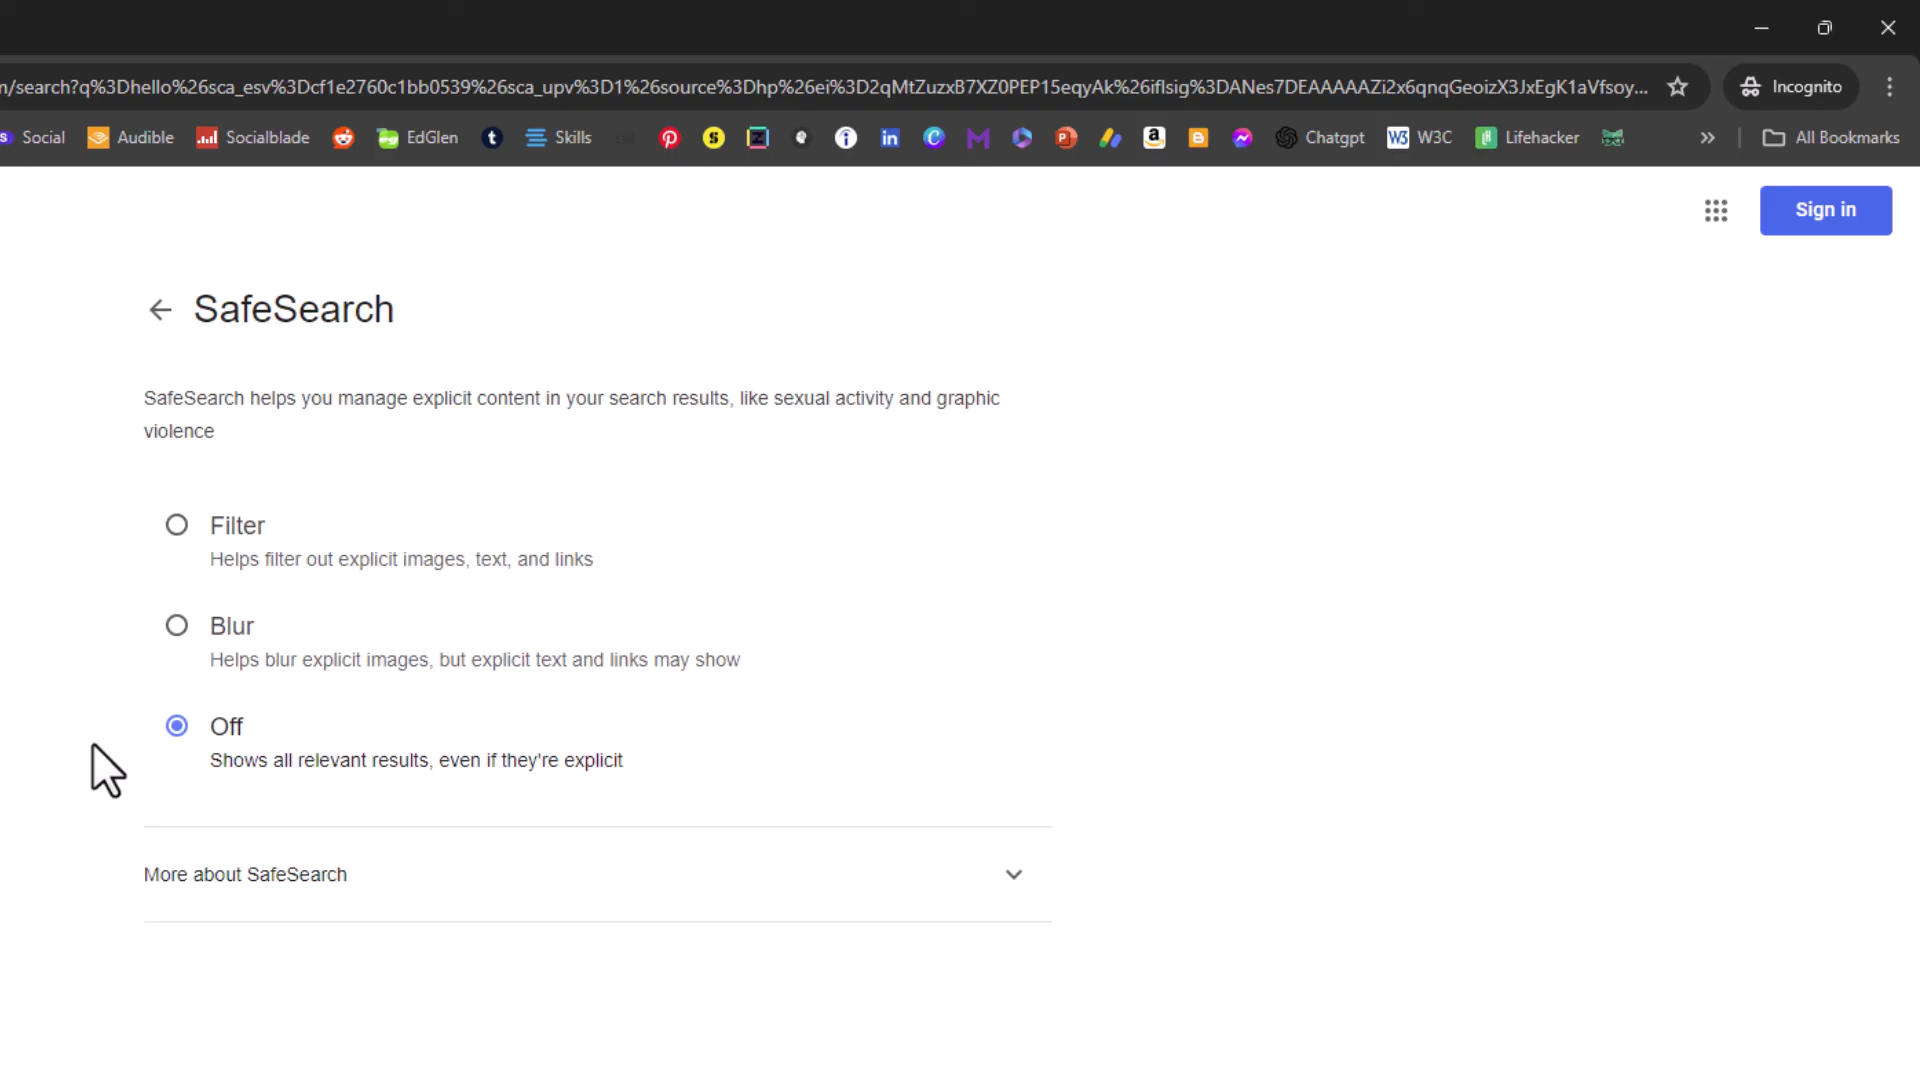 n/search?q%3Dhello%26sca_esv%3Dcf1e2760c1bb0539%26sca_upv%3D1%26source%3Dhp%26ei%3D2qMtZuzxB7XZ0PEP15eqyAk%26iflsig%3DANes7DEAAAAAZi2x6qnqGeoizX3JxEgK1aVfsoy... Incognito
Social Audible Socialblade EdGlen Skills Chatgpt W3C Lifehacker All Bookmarks
Sign in
SafeSearch
SafeSearch helps you manage explicit content in your search results, like sexual activity and graphic
violence
Filter
Helps filter out explicit images, text, and links
Blur
Helps blur explicit images, but explicit text and links may show
Off
Shows all relevant results, even if they're explicit
More about SafeSearch